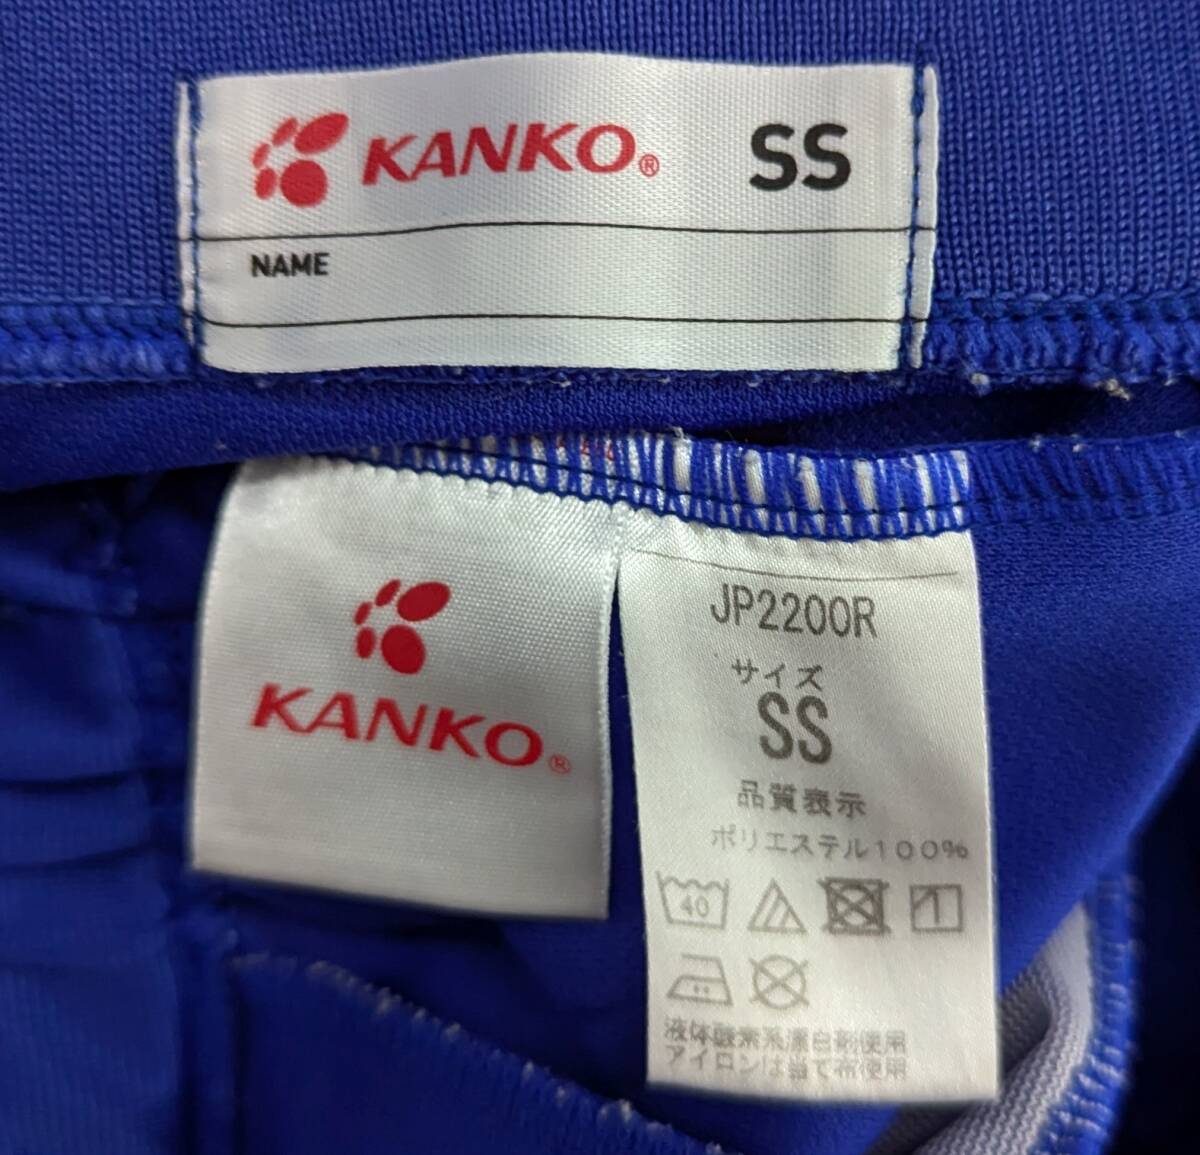 KANKO® SS
NAME
KANKO®
JP2200R
サイズ
SS
品質表示
ポリエステル100%
40
液体酸素系漂白剤使用
アイロンは当て布使用